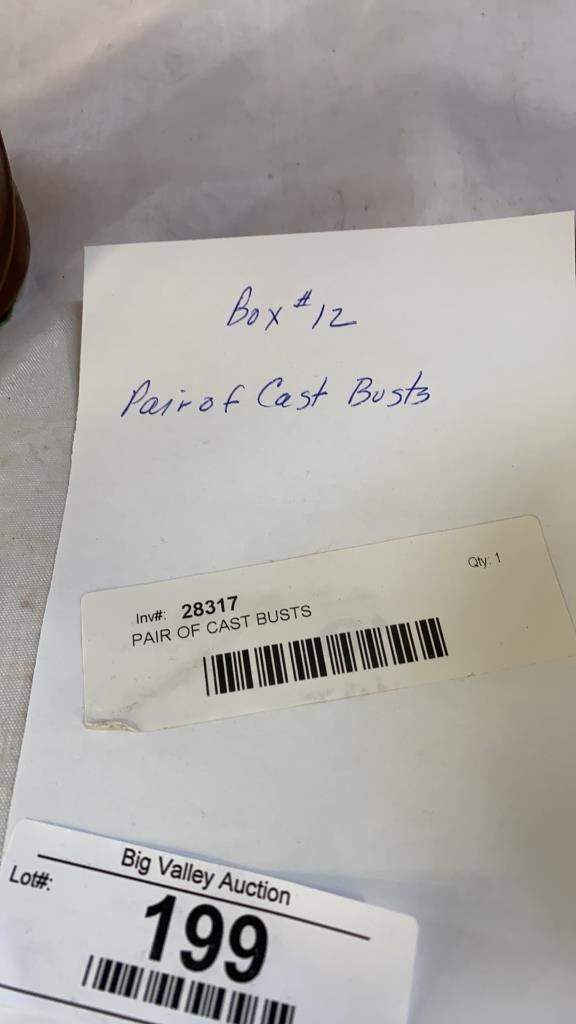 Box #12
Pair of Cast Busts
Qty: 1
Inv#: 28317
PAIR OF CAST BUSTS
Big Valley Auction
Lot#:
199